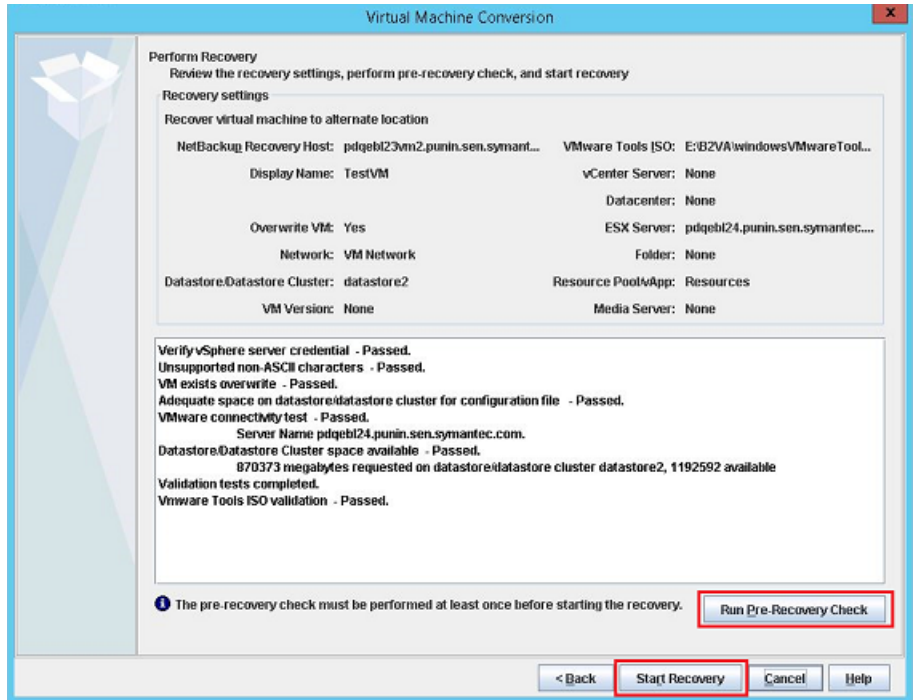 Virtual Machine Conversion
x
Perform Recovery
Review the recovery settings, perform pre-recovery check, and start recovery
Recovery settings
Recover virtual machine to alternate location
NetBackup Recovery Host: pdqebl23vm2.punin.sen.symant... VMware Tools ISO: E:\B2VA\windowsVMwareTool...
Display Name: TestVM vCenter Server: None
Datacenter: None
Overwrite VM: Yes ESX Server: pdqebl24.punin.sen.symantec....
Network: VM Network Folder: None
Datastore/Datastore Cluster: datastore2 Resource Pool/vApp: Resources
VM Version: None Media Server: None
Verify vSphere server credential - Passed.
Unsupported non-ASCII characters - Passed.
VM exists overwrite - Passed.
Adequate space on datastore/datastore cluster for configuration file - Passed.
VMware connectivity test - Passed.
Server Name pdqebl24.punin.sen.symantec.com.
Datastore/Datastore Cluster space available - Passed.
870373 megabytes requested on datastore/datastore cluster datastore2, 1192592 available
Validation tests completed.
Vmware Tools ISO validation - Passed.
The pre-recovery check must be performed at least once before starting the recovery. Run Pre-Recovery Check
< Back Start Recovery Cancel Help